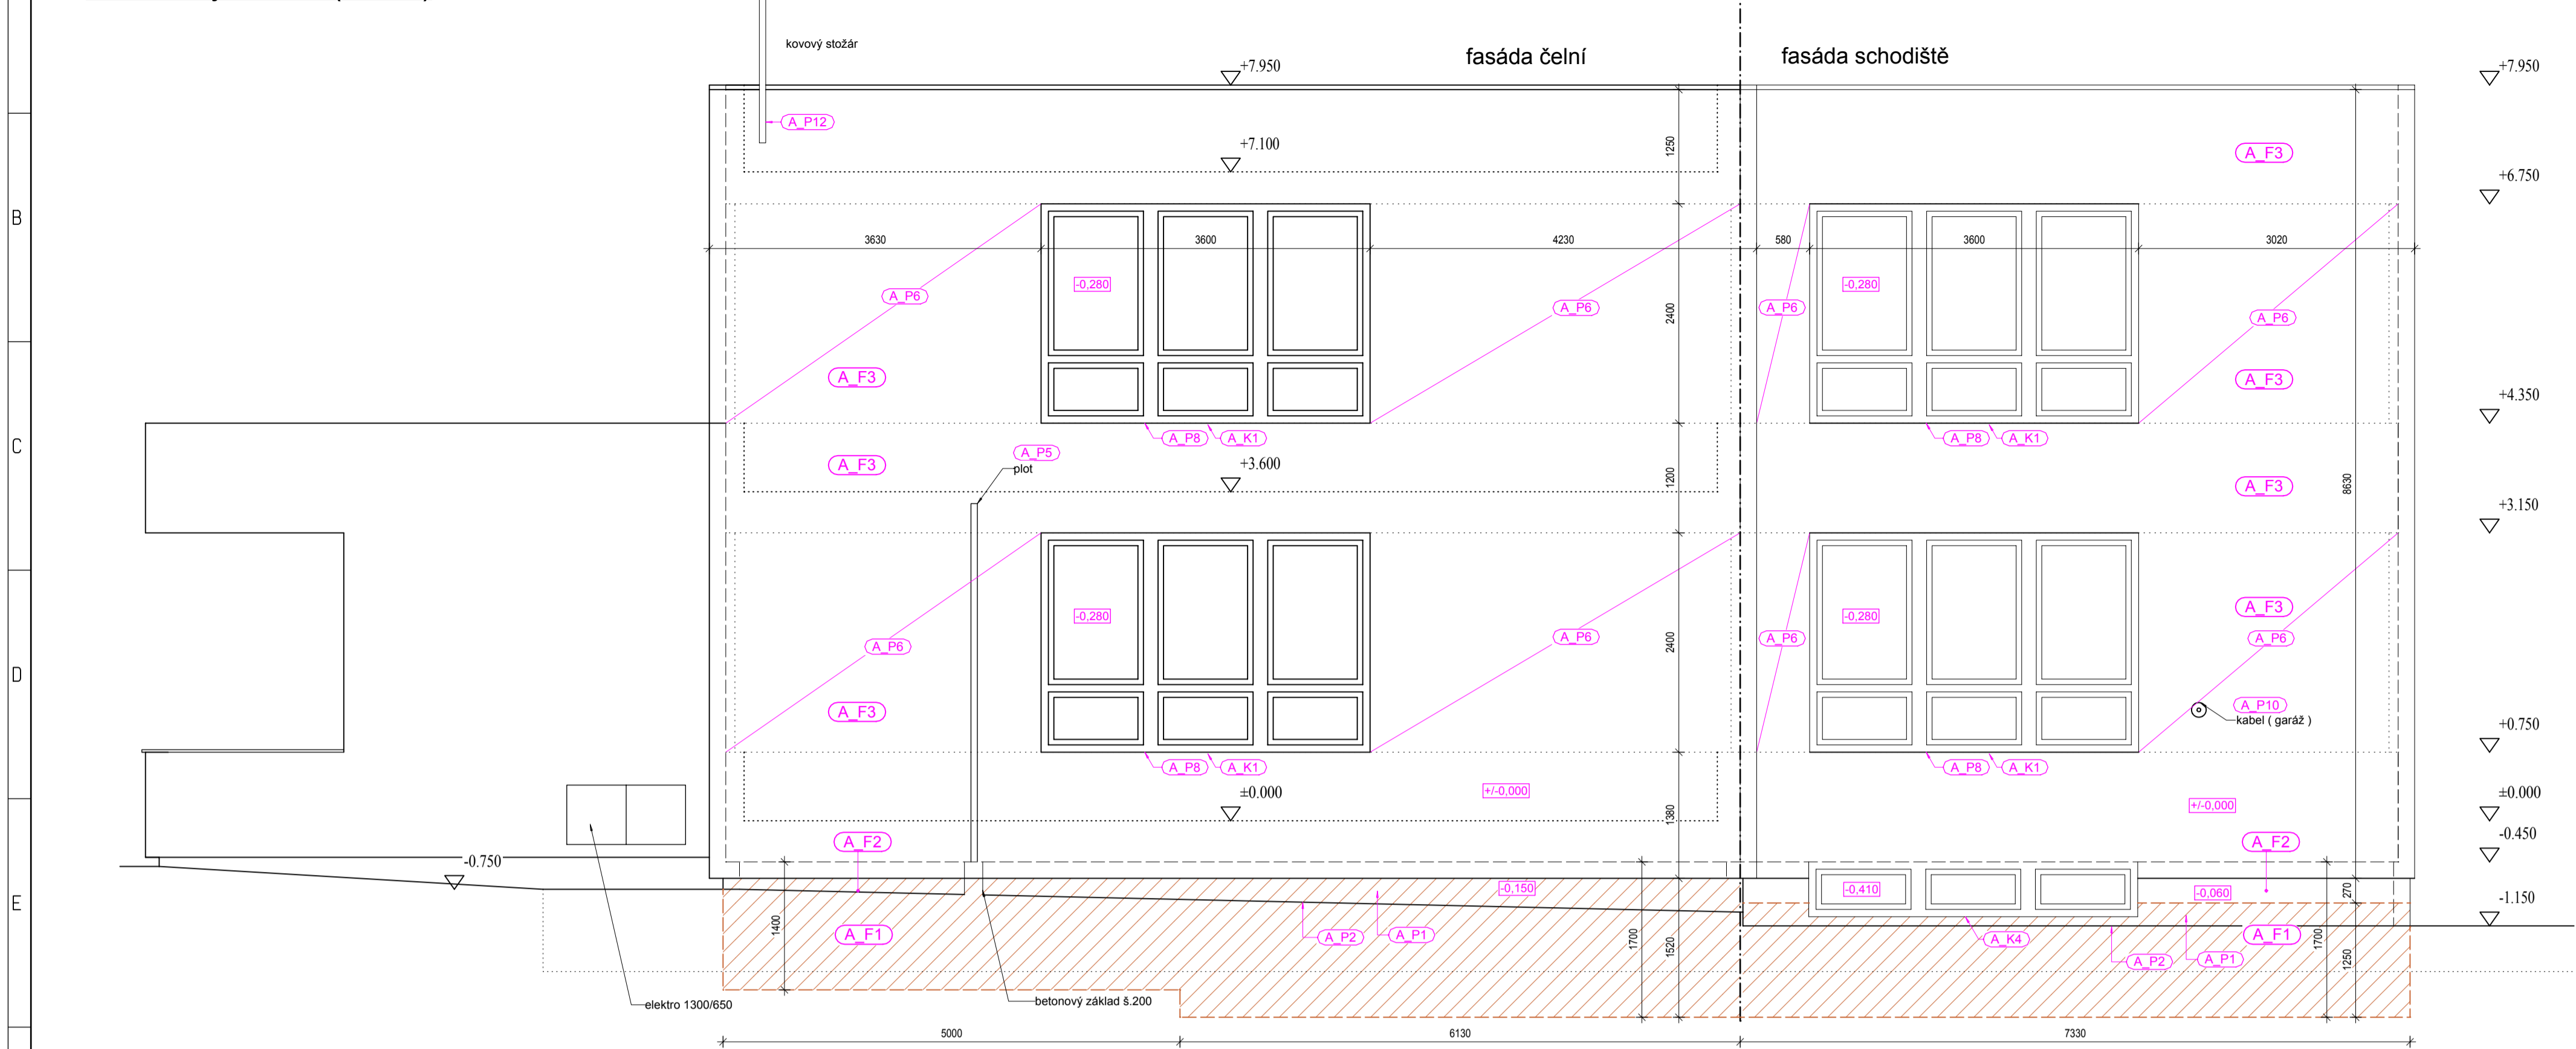 kovový stožár
fasáda čelní
fasáda schodiště
+7.950
+7.950
A_P12
+7.100
1250
A_F3
+6.750
B
3630
3600
4230
580
3600
3020
-0,280
-0,280
A_P6
A_P6
A_P6
A_P6
2400
A_F3
A_F3
+4.350
C
A_P8
A_K1
A_P8
A_K1
A_P5
plot
A_F3
+3.600
1200
A_F3
8630
+3.150
-0,280
-0,280
A_F3
A_P6
A_P6
A_P6
A_P6
2400
D
A_F3
A_P10
kabel ( garáž )
+0.750
A_P8
A_K1
A_P8
A_K1
±0.000
+/-0,000
+/-0,000
±0.000
1380
A_F2
A_F2
-0.450
-0.750
-0,150
-0,410
-0,060
270
E
-1.150
1400
A_F1
A_P2
A_P1
1700
1520
A_K4
A_P2
A_P1
A_F1
1700
1250
elektro 1300/650
betonový základ š.200
5000
6130
7330